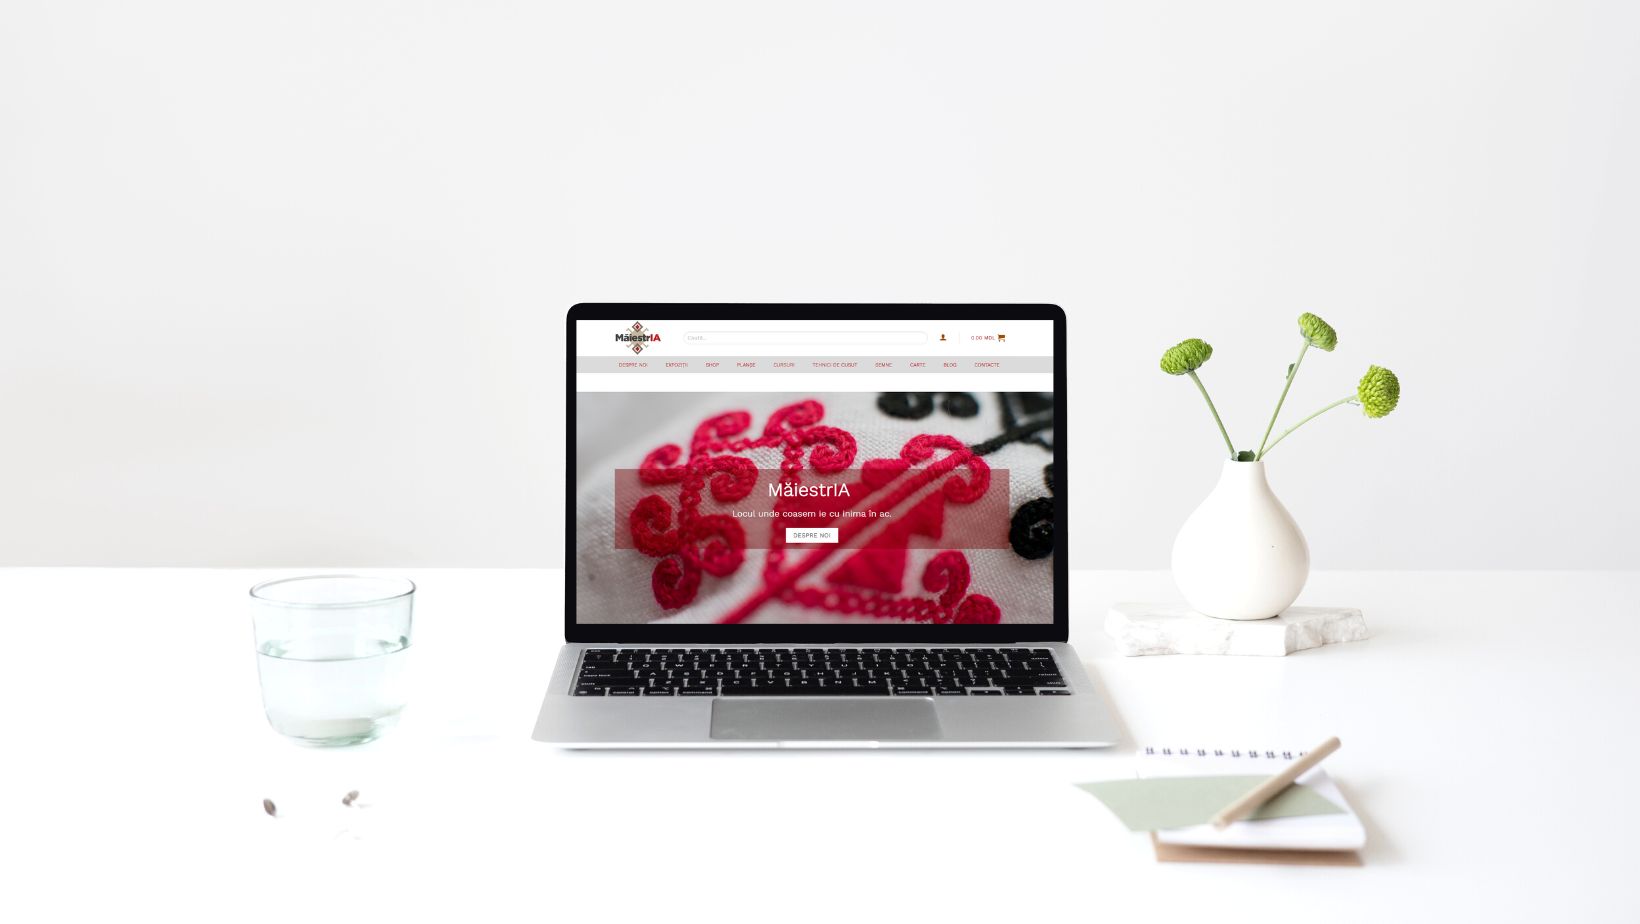 MăiestrIA
Caută...
0.00 MDL
DESPRE NOI EXPOZIȚII SHOP PLANȘE CURSURI TEHNICI DE CUSUT SEMNE CARTE BLOG CONTACTE
MăiestrIA
Locul unde coasem ie cu inima în ac.
DESPRE NOI